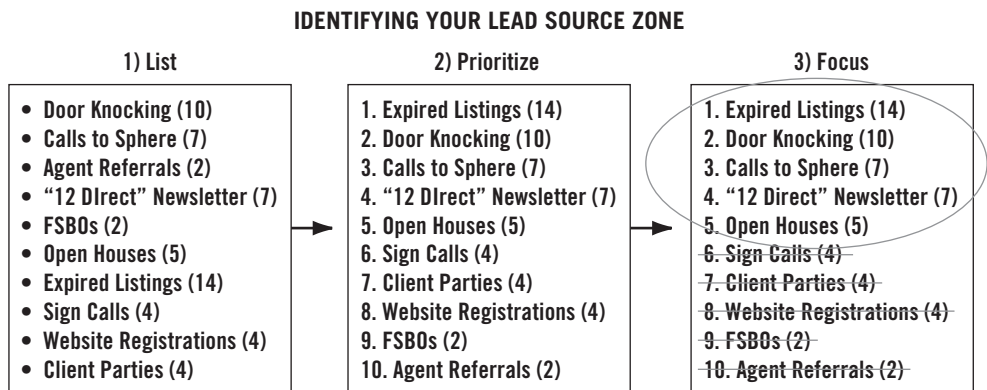 IDENTIFYING YOUR LEAD SOURCE ZONE
1) List
• Door Knocking (10)
• Calls to Sphere (7)
• Agent Referrals (2)
• “12 DIrect” Newsletter (7)
• FSBOs (2)
• Open Houses (5)
• Expired Listings (14)
• Sign Calls (4)
• Website Registrations (4)
• Client Parties (4)
2) Prioritize
1. Expired Listings (14)
2. Door Knocking (10)
3. Calls to Sphere (7)
4. “12 DIrect” Newsletter (7)
5. Open Houses (5)
6. Sign Calls (4)
7. Client Parties (4)
8. Website Registrations (4)
9. FSBOs (2)
10. Agent Referrals (2)
3) Focus
1. Expired Listings (14)
2. Door Knocking (10)
3. Calls to Sphere (7)
4. “12 Direct” Newsletter (7)
5. Open Houses (5)
6. Sign Calls (4)
7. Client Parties (4)
8. Website Registrations (4)
9. FSBOs (2)
10. Agent Referrals (2)